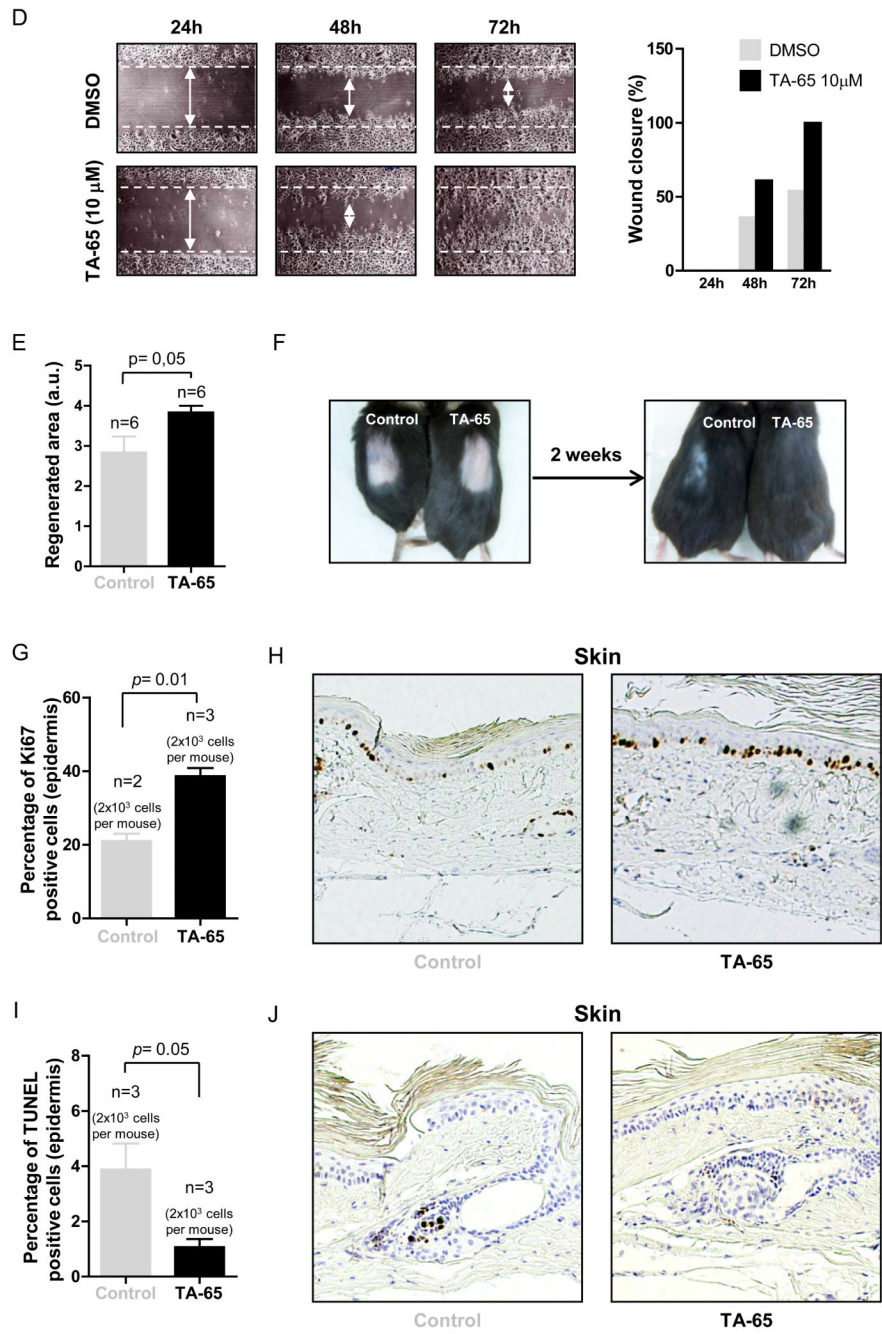 D
24h
48h
72h
DMSO
TA-65 (10 μM)
Wound closure (%)
150
100
50
0
DMSO
TA-65 10μM
24h
48h
72h
E
Regenerated area (a.u.)
5
4
3
2
1
0
p= 0,05
n=6
n=6
Control
TA-65
F
Control
TA-65
2 weeks
Control
TA-65
G
Percentage of Ki67
positive cells (epidermis)
60
40
20
0
p= 0.01
n=3
(2x10³ cells
per mouse)
n=2
(2x10³ cells
per mouse)
Control
TA-65
H
Skin
Control
TA-65
I
Percentage of TUNEL
positive cells (epidermis)
8
6
4
2
0
p= 0.05
n=3
(2x10³ cells
per mouse)
n=3
(2x10³ cells
per mouse)
Control
TA-65
J
Skin
Control
TA-65